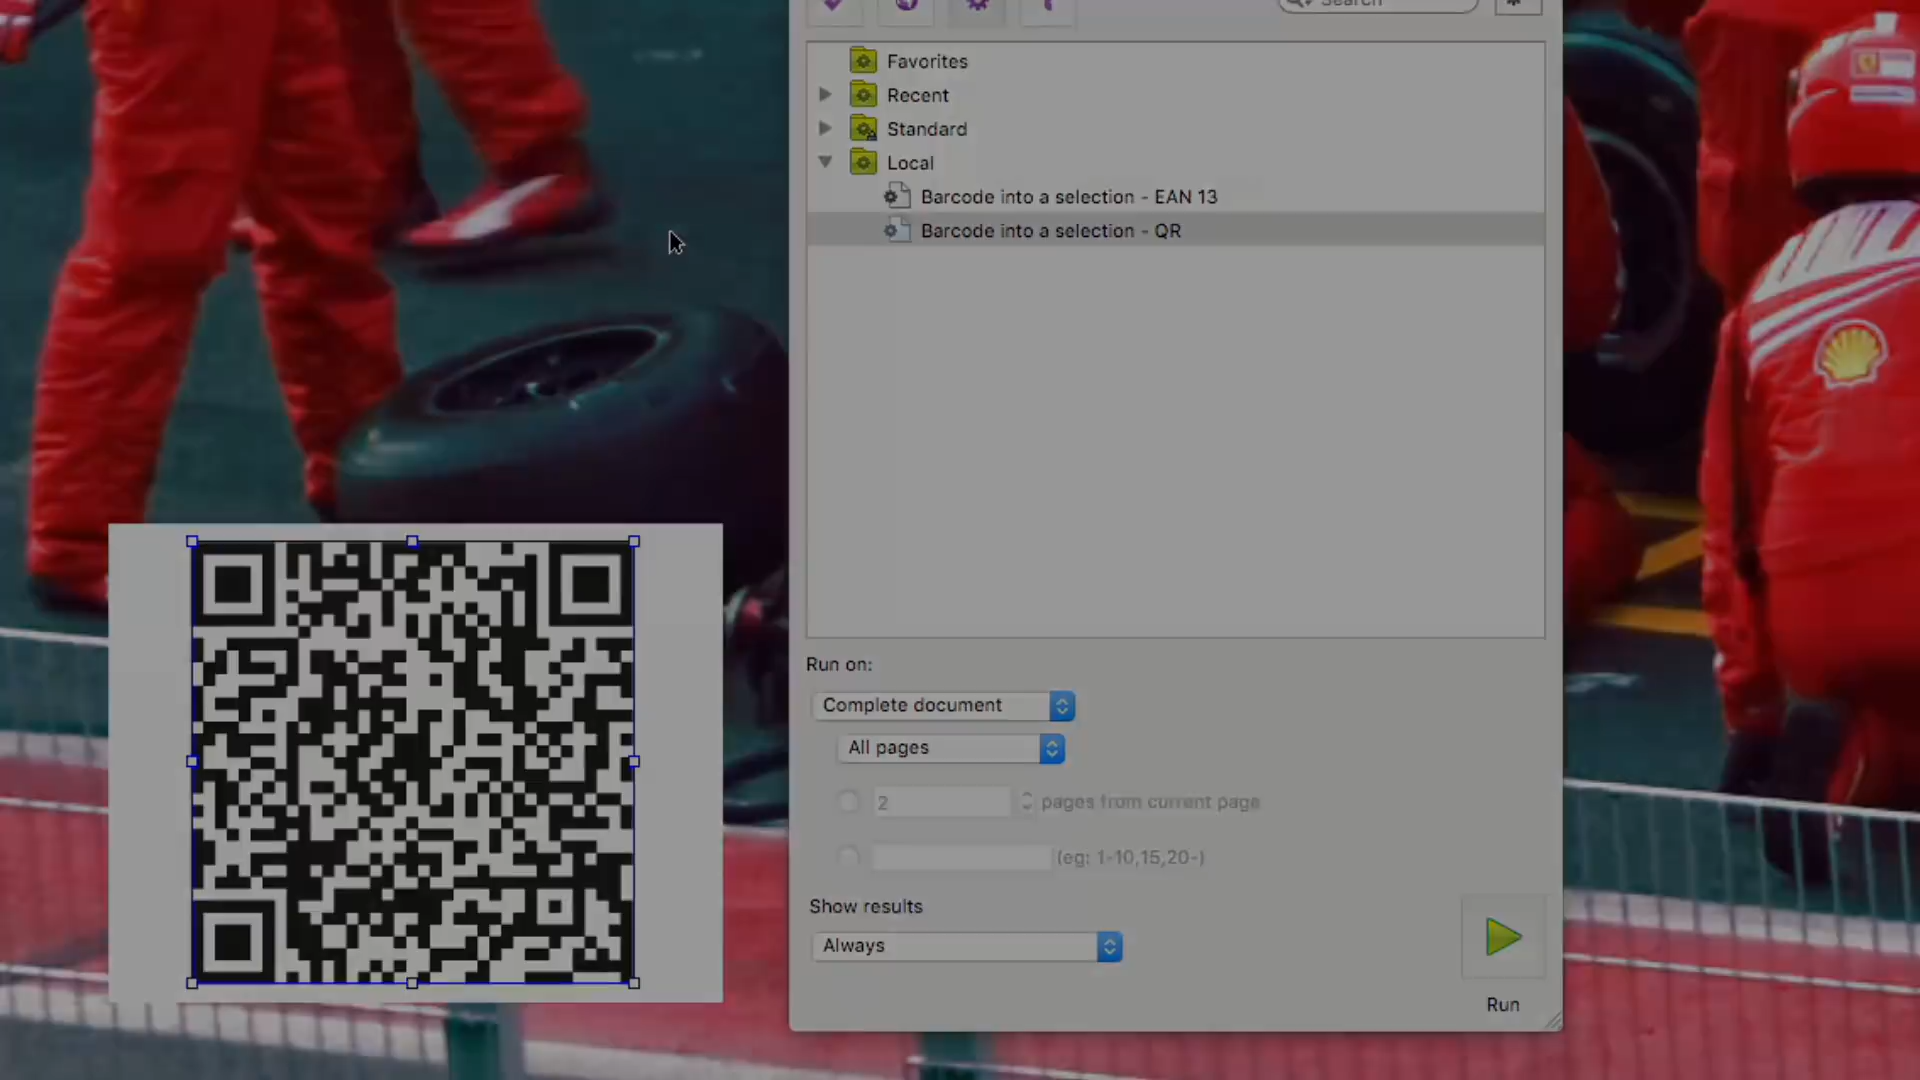 Search
Favorites
Recent
Standard
Local
Barcode into a selection - EAN 13
Barcode into a selection - QR
Run on:
Complete document
All pages
2 pages from current page
(eg: 1-10,15,20-)
Show results
Always
Run